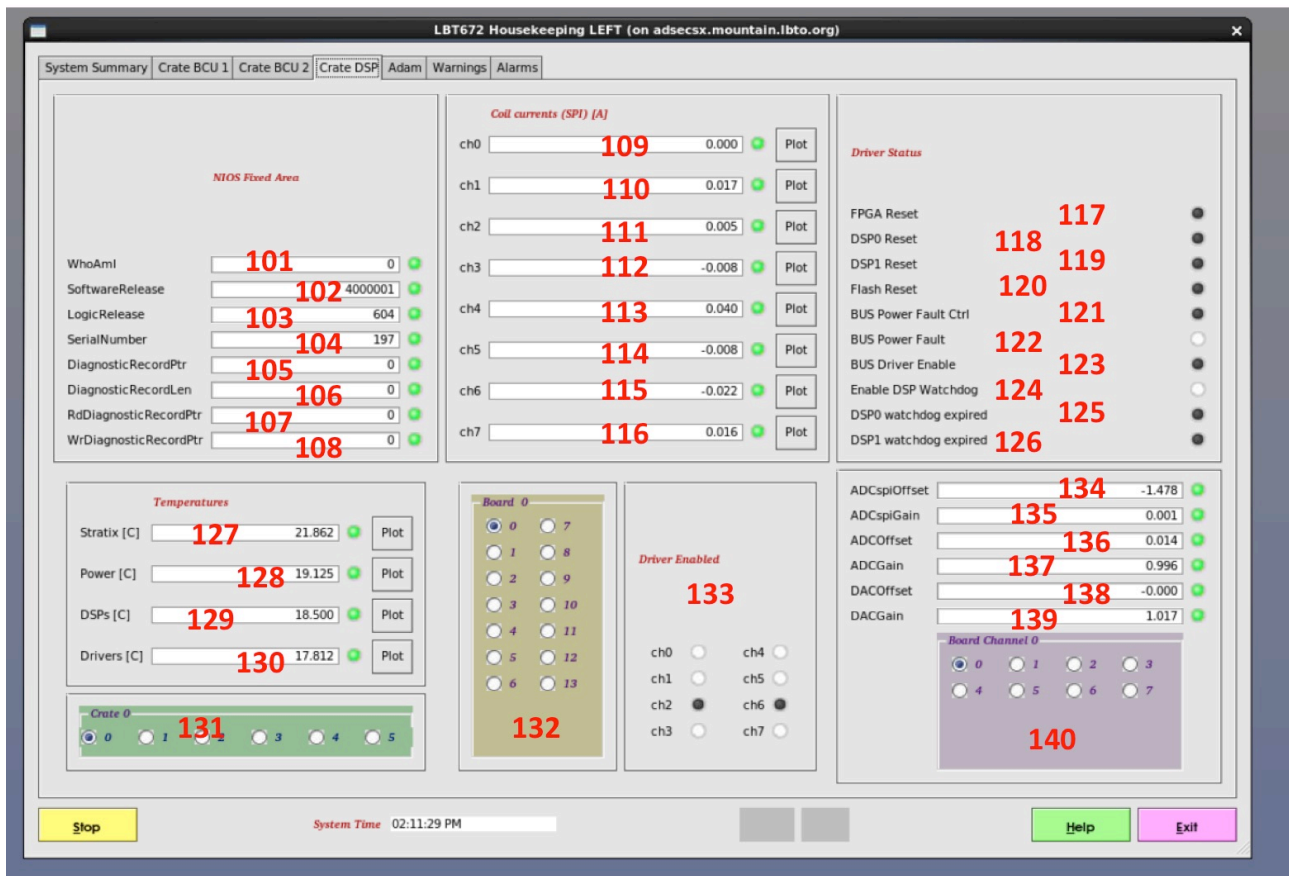 LBT672 Housekeeping LEFT (on adsecsx.mountain.lbto.org)
System Summary Crate BCU 1 Crate BCU 2 Crate DSP Adam Warnings Alarms
NIOS Fixed Area
WhoAmI 101 0
SoftwareRelease 102 4000001
LogicRelease 103 604
SerialNumber 104 197
DiagnosticRecordPtr 105 0
DiagnosticRecordLen 106 0
RdDiagnosticRecordPtr 107 0
WrDiagnosticRecordPtr 108 0
Coil currents (SPI) [A]
ch0 109 0.000 Plot
ch1 110 0.017 Plot
ch2 111 0.005 Plot
ch3 112 -0.008 Plot
ch4 113 0.040 Plot
ch5 114 -0.008 Plot
ch6 115 -0.022 Plot
ch7 116 0.016 Plot
Driver Status
FPGA Reset 117
DSP0 Reset 118
DSP1 Reset 119
Flash Reset 120
BUS Power Fault Ctrl 121
BUS Power Fault 122
BUS Driver Enable 123
Enable DSP Watchdog 124
DSP0 watchdog expired 125
DSP1 watchdog expired 126
Temperatures
Stratix [C] 127 21.862 Plot
Power [C] 128 19.125 Plot
DSPs [C] 129 18.500 Plot
Drivers [C] 130 17.812 Plot
Crate 0
131
0 1 2 3 4 5
Board 0
0 7
1 8
2 9
3 10
4 11
5 12
6 13
132
Driver Enabled
133
ch0 ch4
ch1 ch5
ch2 ch6
ch3 ch7
ADCspiOffset 134 -1.478
ADCspiGain 135 0.001
ADCOffset 136 0.014
ADCGain 137 0.996
DACOffset 138 -0.000
DACGain 139 1.017
Board Channel 0
0 1 2 3
4 5 6 7
140
Stop System Time 02:11:29 PM Help Exit